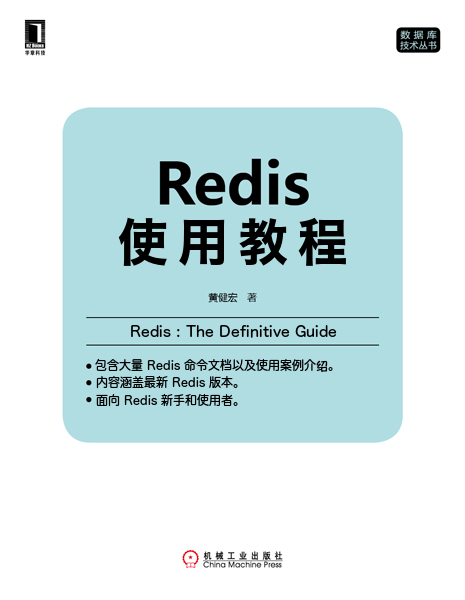 HZ Books
华章科技
数据库
技术丛书
Redis
使用教程
黄健宏 著
Redis : The Definitive Guide
● 包含大量 Redis 命令文档以及使用案例介绍。
● 内容涵盖最新 Redis 版本。
● 面向 Redis 新手和使用者。
机械工业出版社
China Machine Press